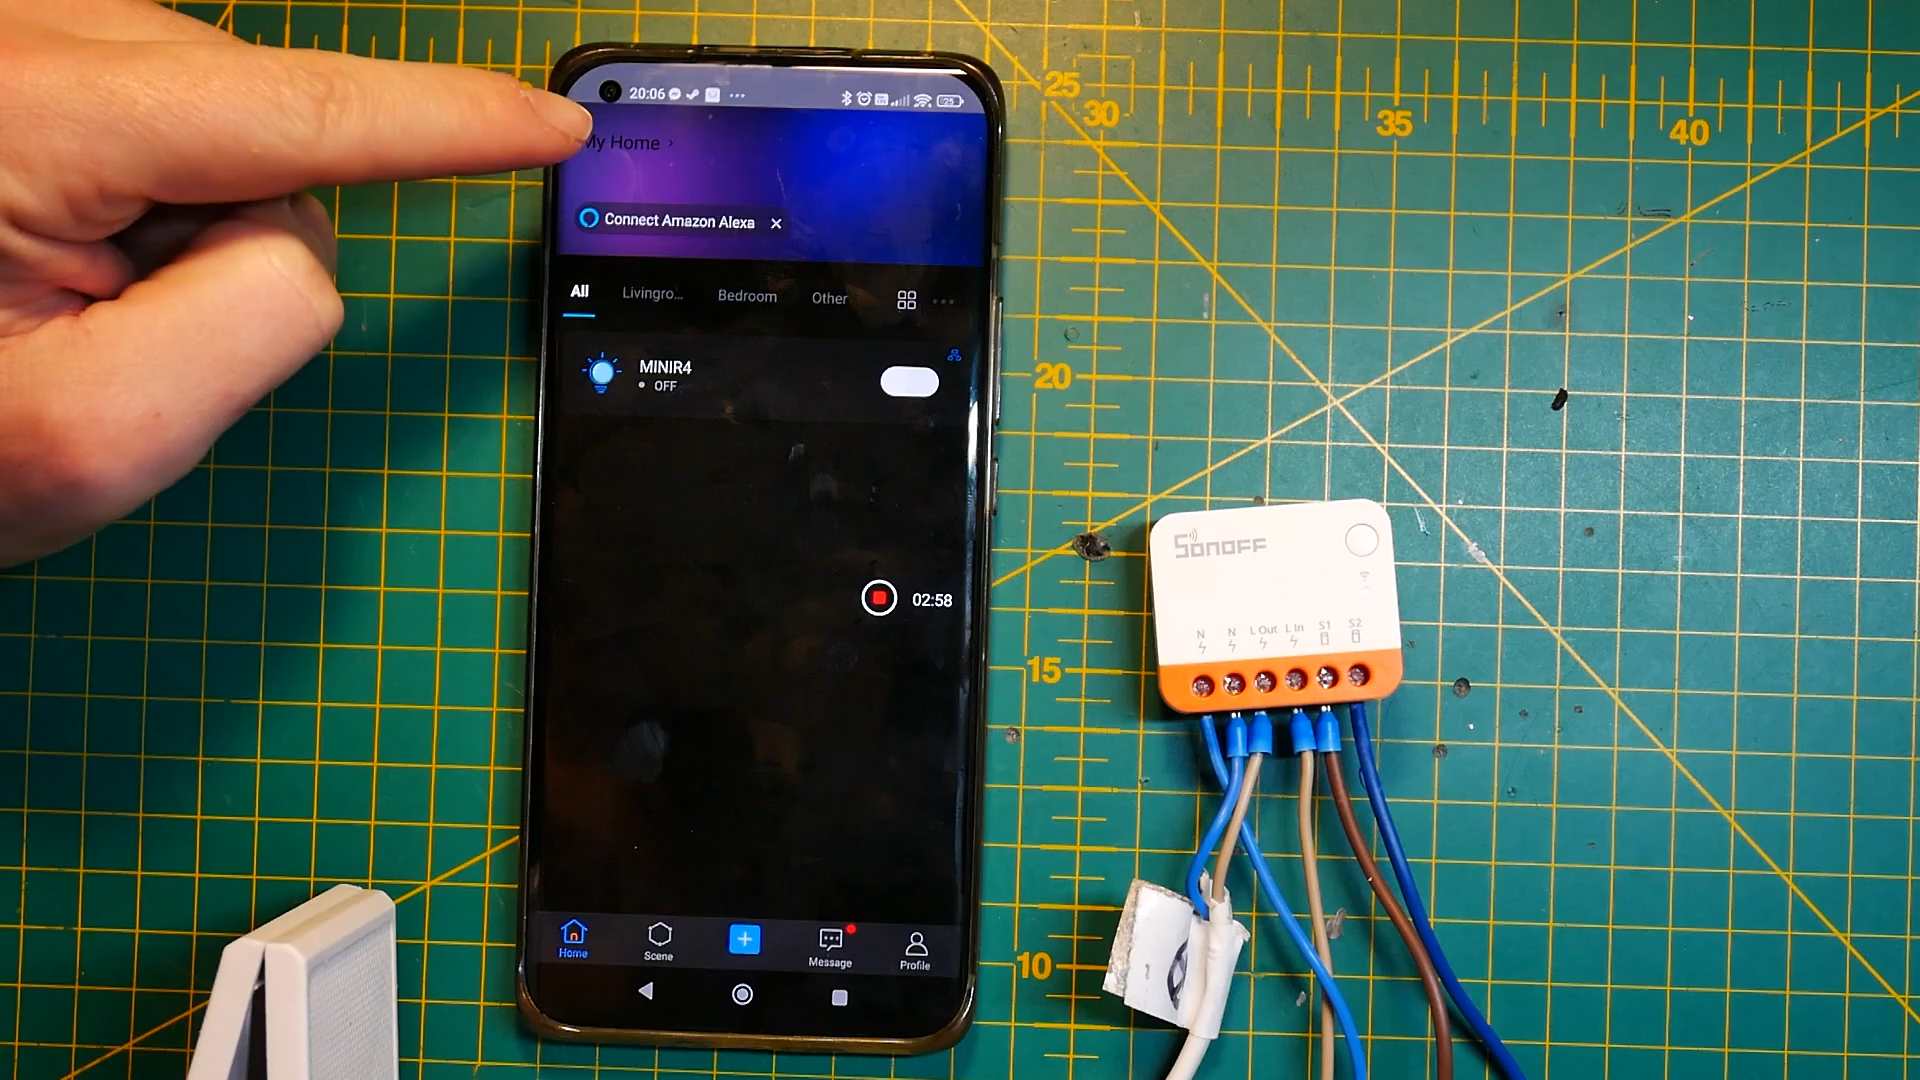 20:06
25
My Home
Connect Amazon Alexa
All
Livingro...
Bedroom
Other
MINIR4
OFF
02:58
Home
Scene
Message
Profile
25
30
35
40
20
15
10
SONOFF
N N L Out L In S1 S2